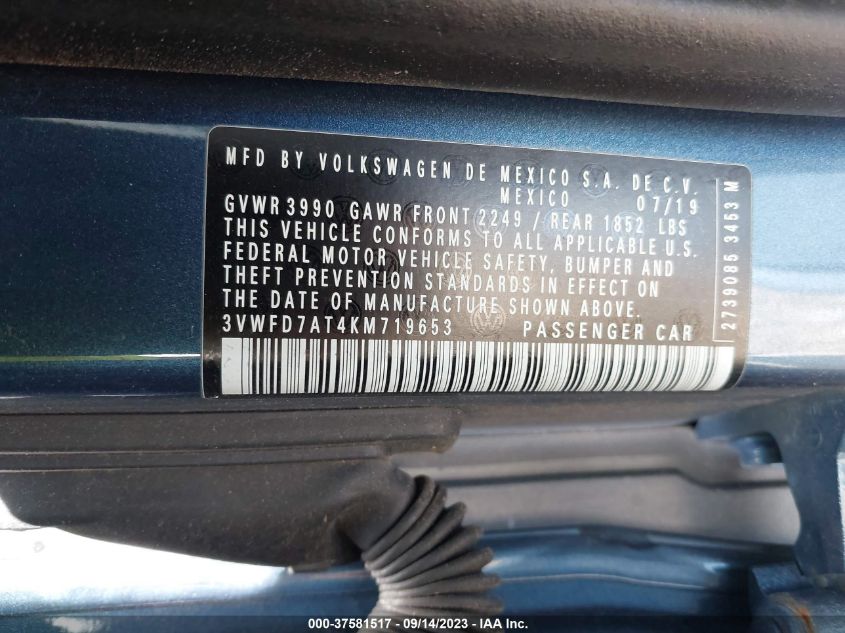 MFD BY VOLKSWAGEN DE MEXICO S.A. DE C.V.
MEXICO 07/19
GVWR 3990 GAWR FRONT 2249 / REAR 1852 LBS
THIS VEHICLE CONFORMS TO ALL APPLICABLE U.S.
FEDERAL MOTOR VEHICLE SAFETY, BUMPER AND
THEFT PREVENTION STANDARDS IN EFFECT ON
THE DATE OF MANUFACTURE SHOWN ABOVE.
3VWFD7AT4KM719653 PASSENGER CAR
2739085 3453 M
000-37581517 - 09/14/2023 - IAA Inc.